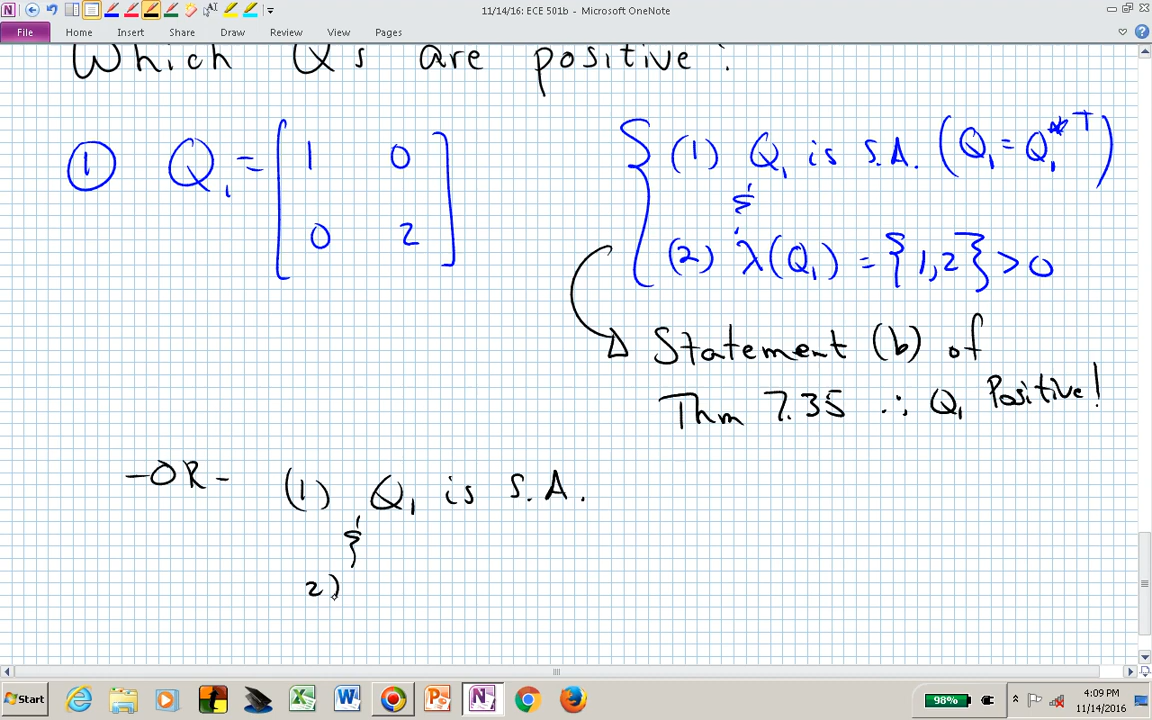 11/14/16: ECE 501b - Microsoft OneNote
File Home Insert Share Draw Review View Pages
Which Q's are positive?
① Q₁ = [1 0
0 2]
{ (1) Q₁ is S.A. (Q₁ = Q₁*ᵀ)
&
(2) λ(Q₁) = {1,2} > 0
Statement (b) of
Thm 7.35 ∴ Q₁ Positive!
-OR- (1) Q₁ is S.A.
&
2)
Start
98%
4:09 PM
11/14/2016